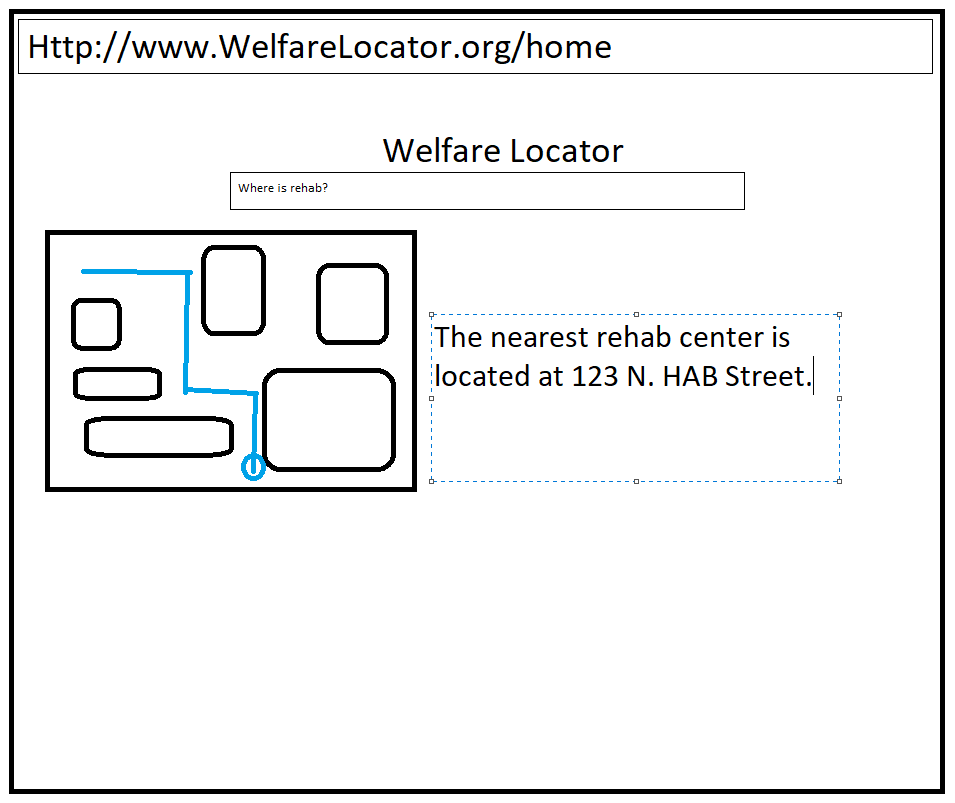 Http://www.WelfareLocator.org/home
Welfare Locator
Where is rehab?
The nearest rehab center is
located at 123 N. HAB Street.